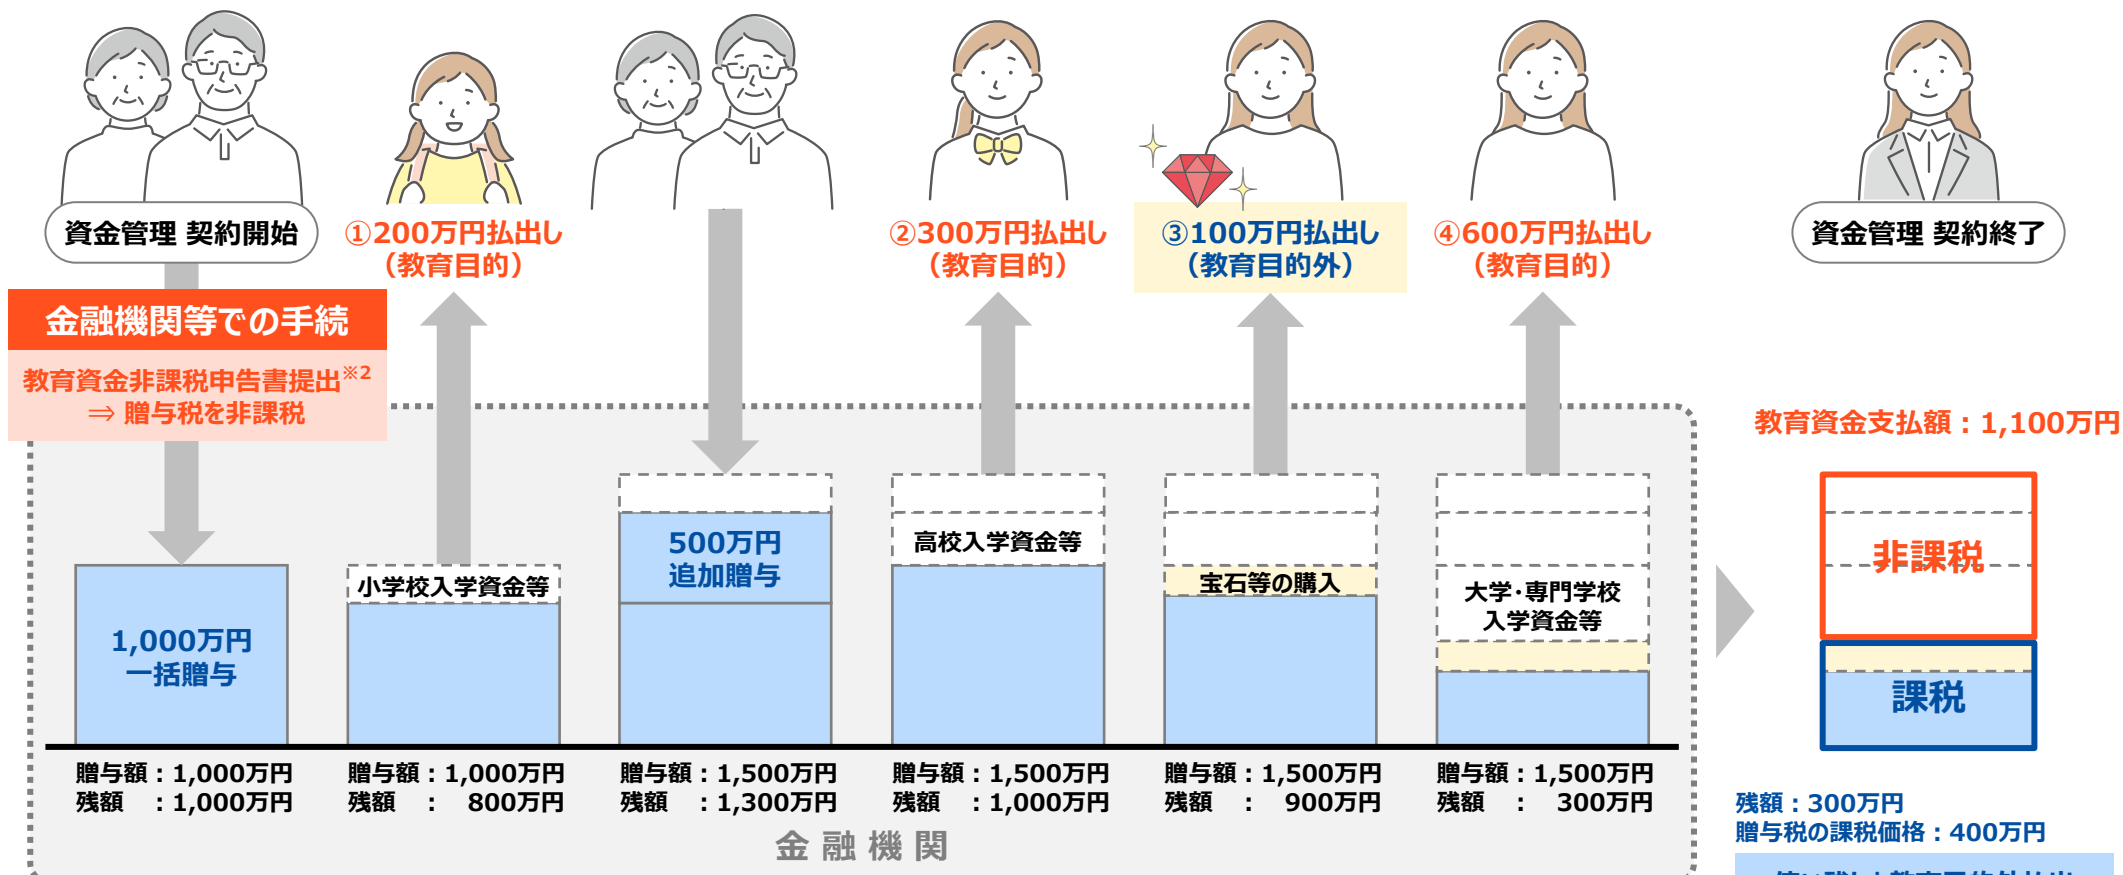 資金管理 契約開始
①200万円払出し
（教育目的）
②300万円払出し
（教育目的）
③100万円払出し
（教育目的外）
④600万円払出し
（教育目的）
資金管理 契約終了
金融機関等での手続
教育資金非課税申告書提出※2
⇒ 贈与税を非課税
教育資金支払額：1,100万円
1,000万円
一括贈与
小学校入学資金等
500万円
追加贈与
高校入学資金等
宝石等の購入
大学･専門学校
入学資金等
非課税
課税
贈与額：1,000万円
残額　：1,000万円
贈与額：1,000万円
残額　：　800万円
贈与額：1,500万円
残額　：1,300万円
贈与額：1,500万円
残額　：1,000万円
贈与額：1,500万円
残額　：　900万円
贈与額：1,500万円
残額　：　300万円
金融機関
残額：300万円
贈与税の課税価格：400万円